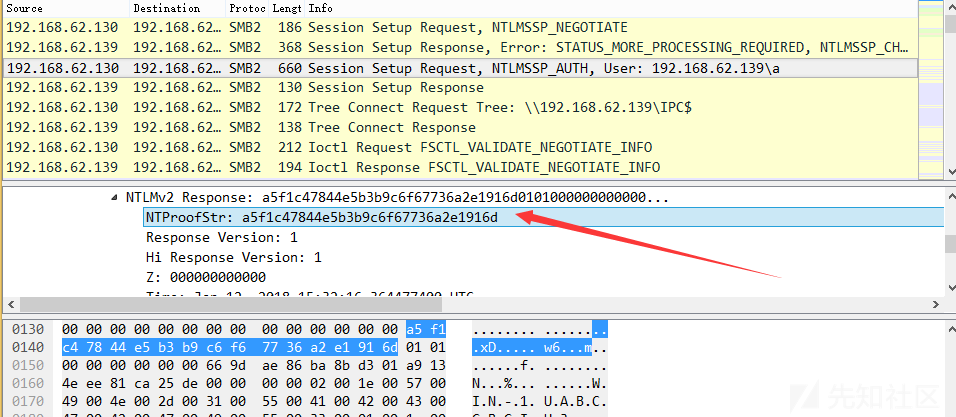 Source Destination Protoc Lengt Info
192.168.62.130 192.168.62… SMB2 186 Session Setup Request, NTLMSSP_NEGOTIATE
192.168.62.139 192.168.62… SMB2 368 Session Setup Response, Error: STATUS_MORE_PROCESSING_REQUIRED, NTLMSSP_CH…
192.168.62.130 192.168.62… SMB2 660 Session Setup Request, NTLMSSP_AUTH, User: 192.168.62.139\a
192.168.62.139 192.168.62… SMB2 130 Session Setup Response
192.168.62.130 192.168.62… SMB2 172 Tree Connect Request Tree: \\192.168.62.139\IPC$
192.168.62.139 192.168.62… SMB2 138 Tree Connect Response
192.168.62.130 192.168.62… SMB2 212 Ioctl Request FSCTL_VALIDATE_NEGOTIATE_INFO
192.168.62.139 192.168.62… SMB2 194 Ioctl Response FSCTL_VALIDATE_NEGOTIATE_INFO
NTLMv2 Response: a5f1c47844e5b3b9c6f67736a2e1916d0101000000000000...
NTProofStr: a5f1c47844e5b3b9c6f67736a2e1916d
Response Version: 1
Hi Response Version: 1
Z: 000000000000
Time: Jan 12, 2018 15:32:16.364477400 UTC
0130 00 00 00 00 00 00 00 00 00 00 00 00 00 00 a5 f1 ........ ........
0140 c4 78 44 e5 b3 b9 c6 f6 77 36 a2 e1 91 6d 01 01 .xD..... w6...m..
0150 00 00 00 00 00 00 66 9d ae 86 ba 8b d3 01 a9 13 ......f. ........
0160 4e ee 81 ca 25 de 00 00 00 00 02 00 1e 00 57 00 N...%... ......W.
0170 49 00 4e 00 2d 00 31 00 55 00 41 00 42 00 43 00 I.N.-.1. U.A.B.C.
先知社区